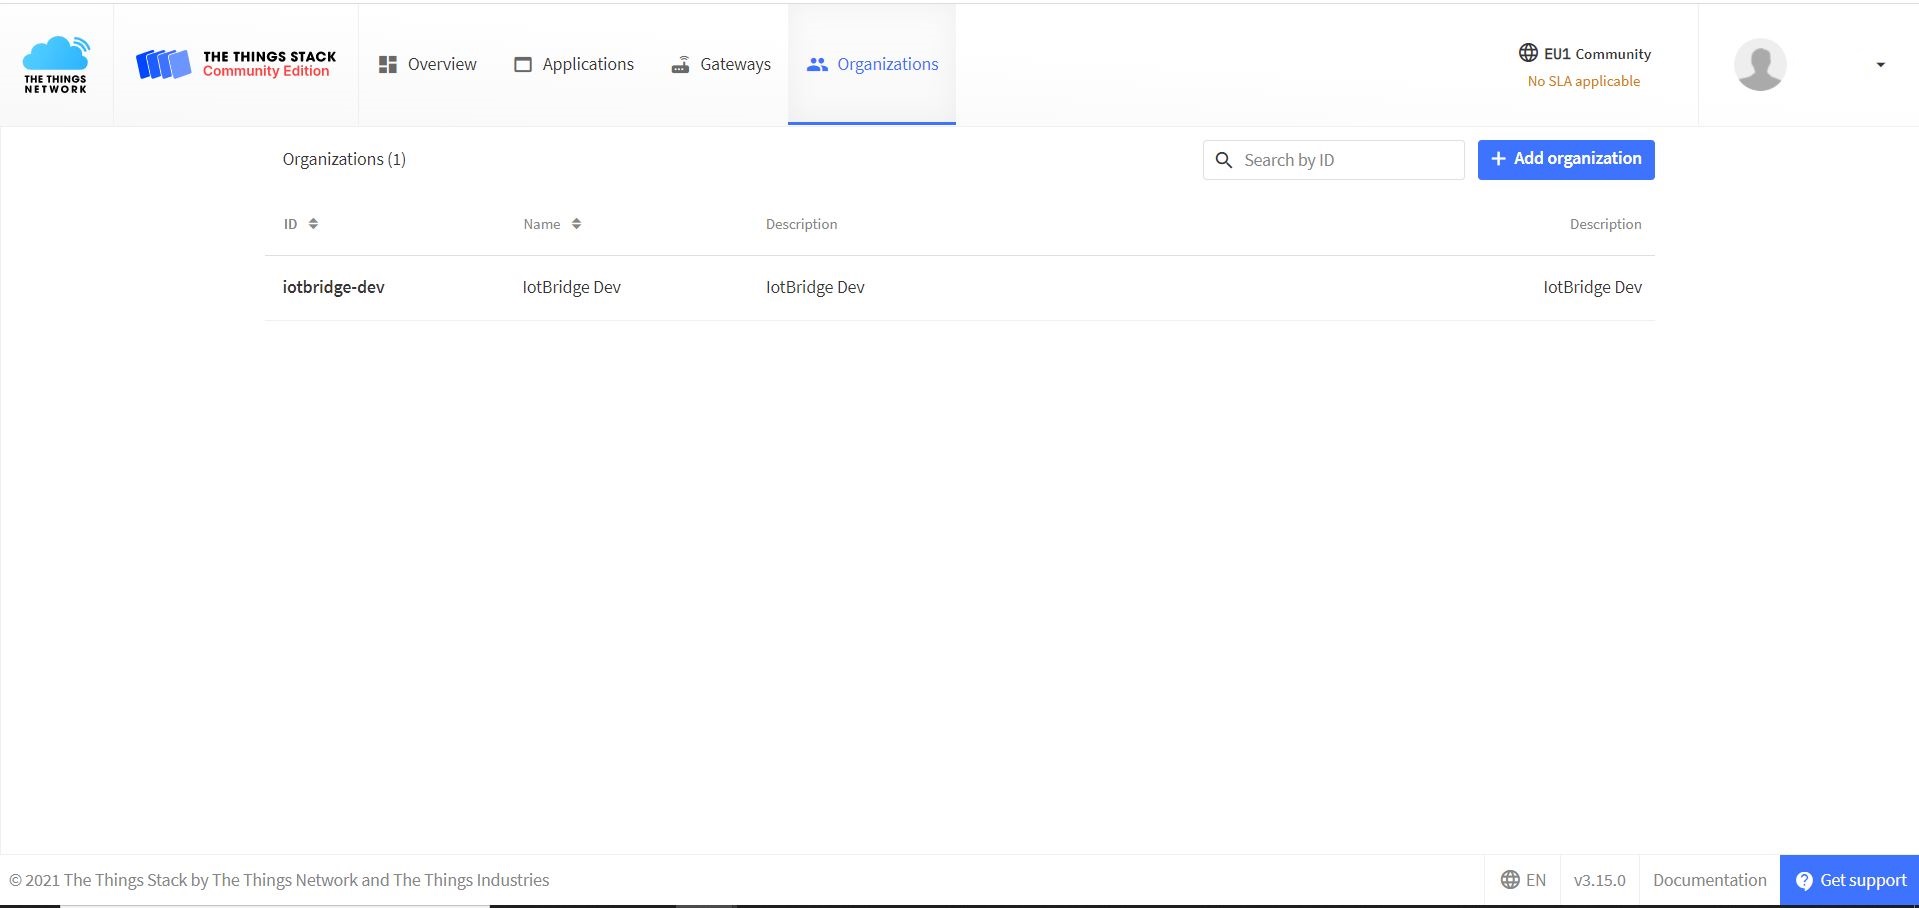 THE THINGS
NETWORK
THE THINGS STACK
Community Edition
Overview
Applications
Gateways
Organizations
EU1 Community
No SLA applicable
Organizations (1)
Search by ID
+ Add organization
ID
Name
Description
Description
iotbridge-dev
IotBridge Dev
IotBridge Dev
IotBridge Dev
© 2021 The Things Stack by The Things Network and The Things Industries
EN
v3.15.0
Documentation
Get support